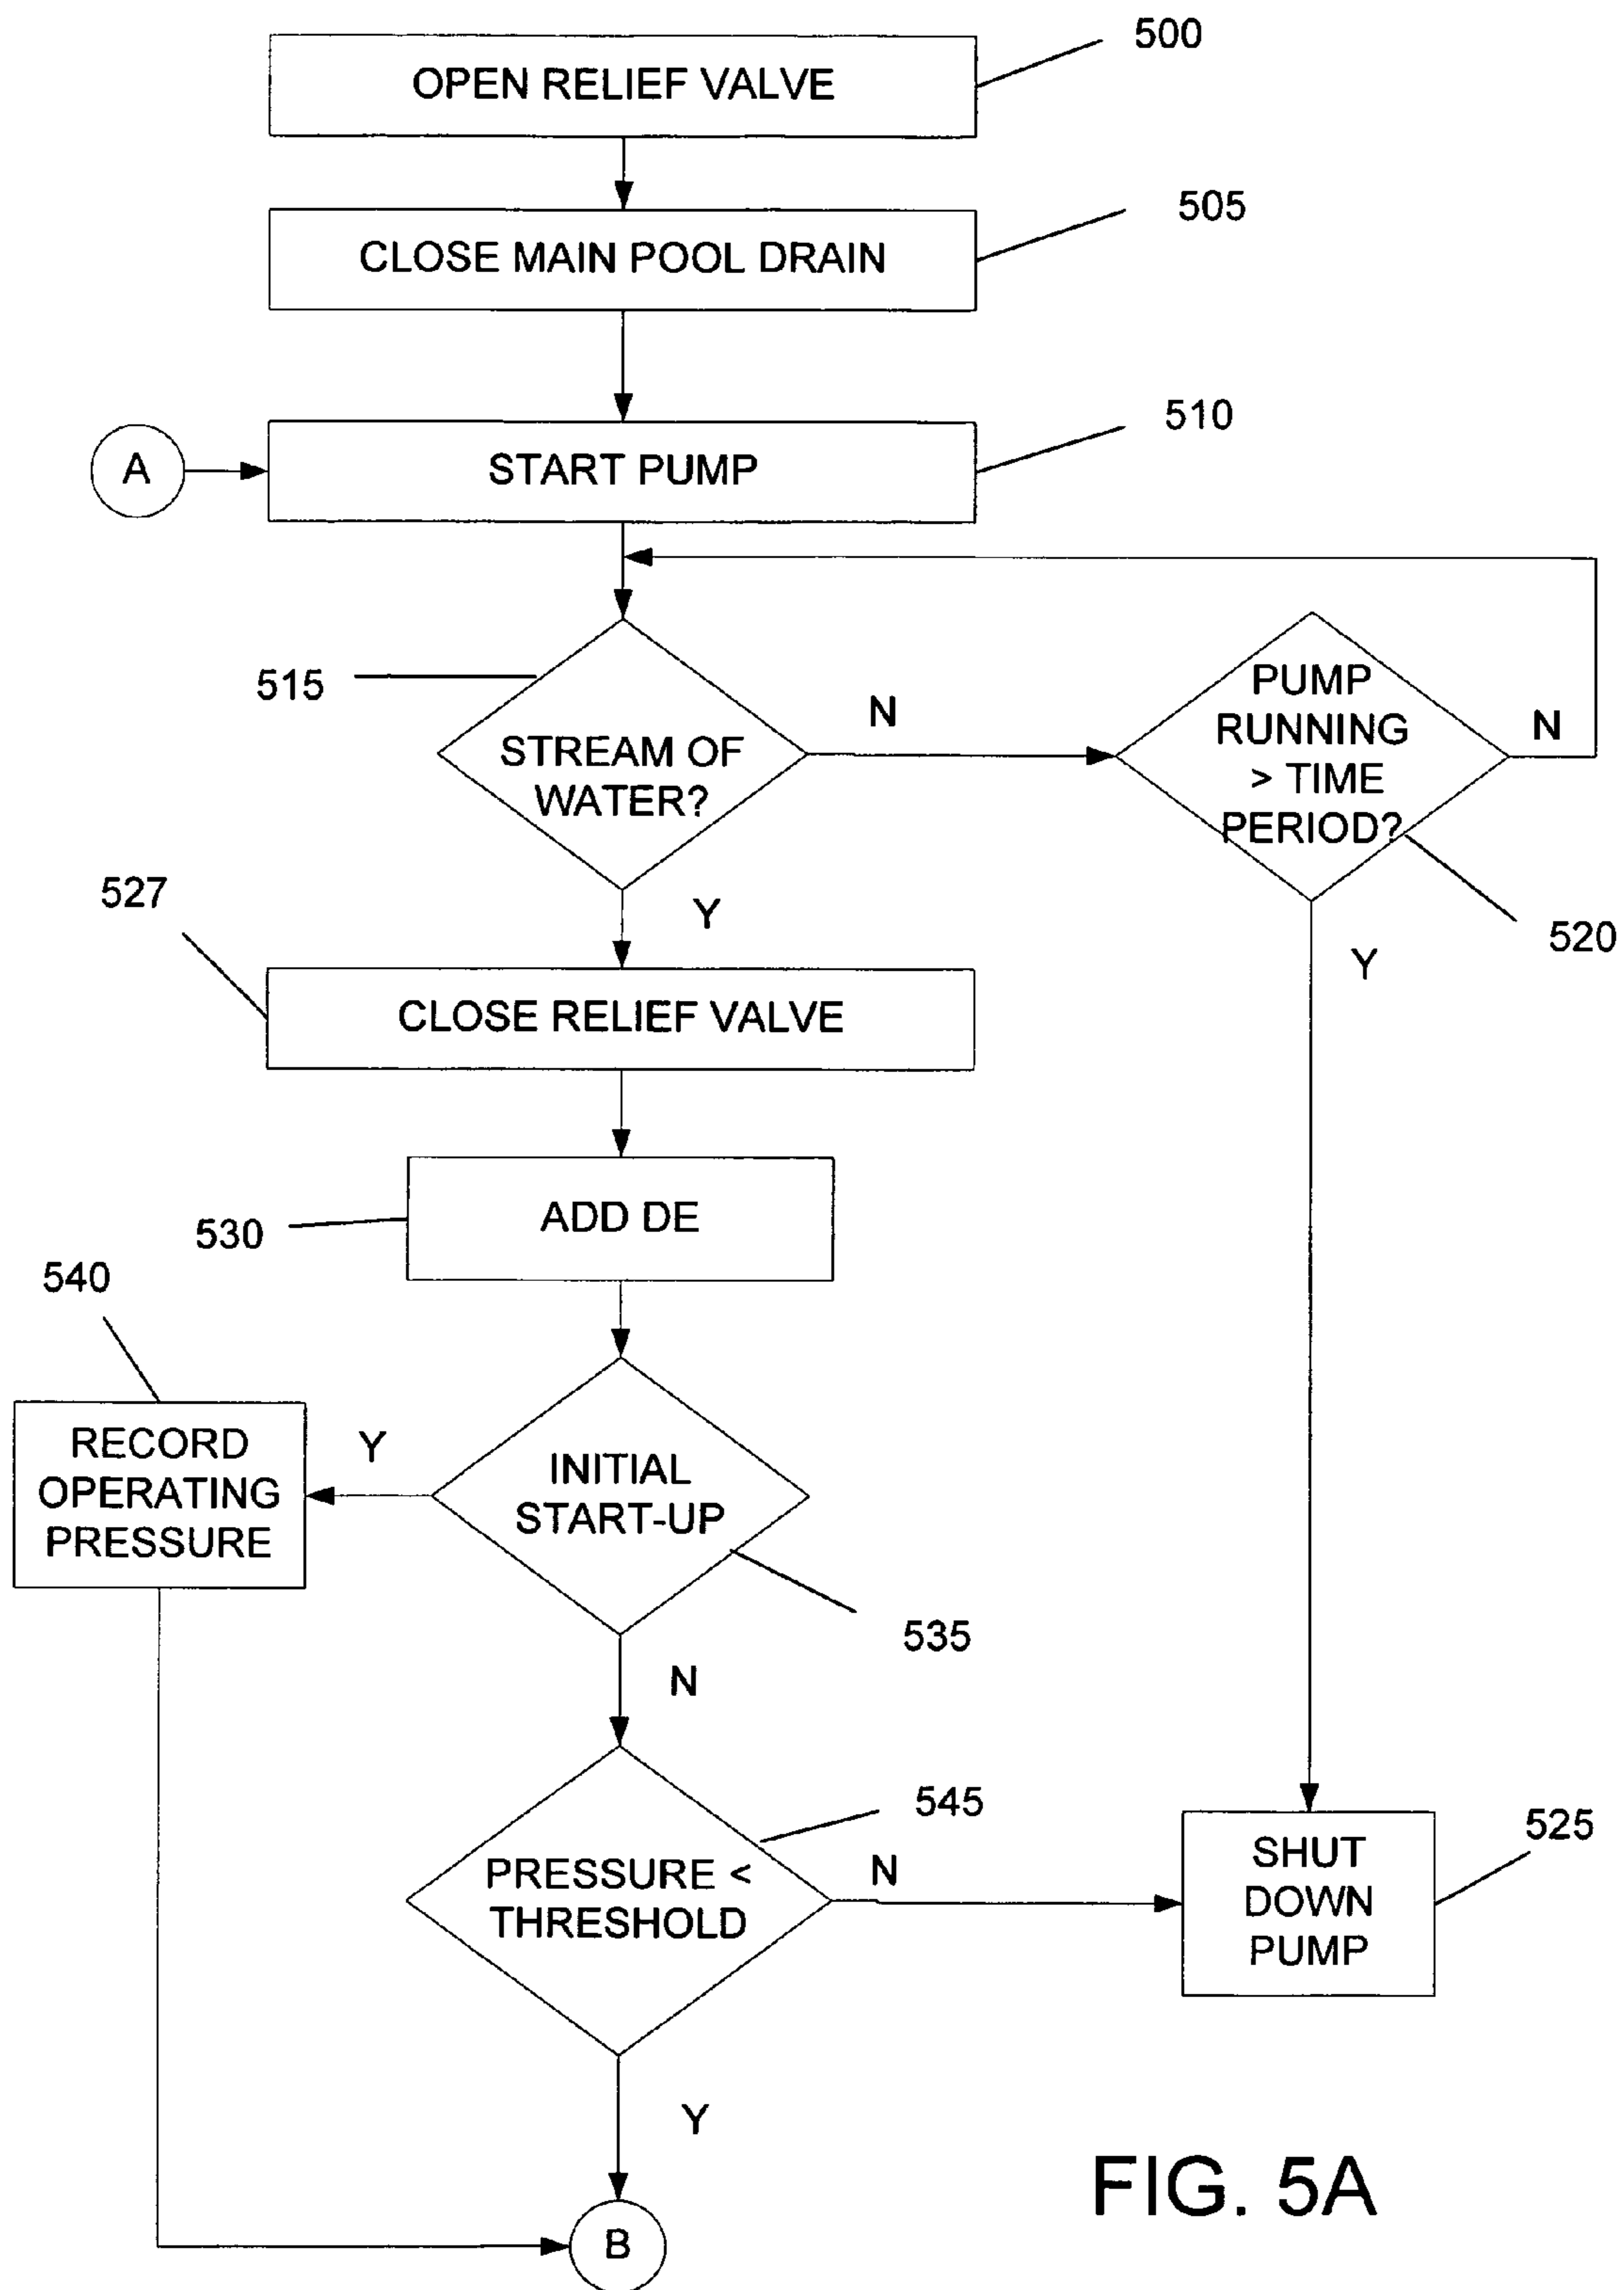 500
OPEN RELIEF VALVE
505
CLOSE MAIN POOL DRAIN
510
A
START PUMP
515
STREAM OF
WATER?
N
PUMP
RUNNING
> TIME
PERIOD?
N
520
Y
527
Y
CLOSE RELIEF VALVE
530
ADD DE
540
RECORD
OPERATING
PRESSURE
Y
INITIAL
START-UP
535
N
545
PRESSURE <
THRESHOLD
N
525
SHUT
DOWN
PUMP
Y
B
FIG. 5A